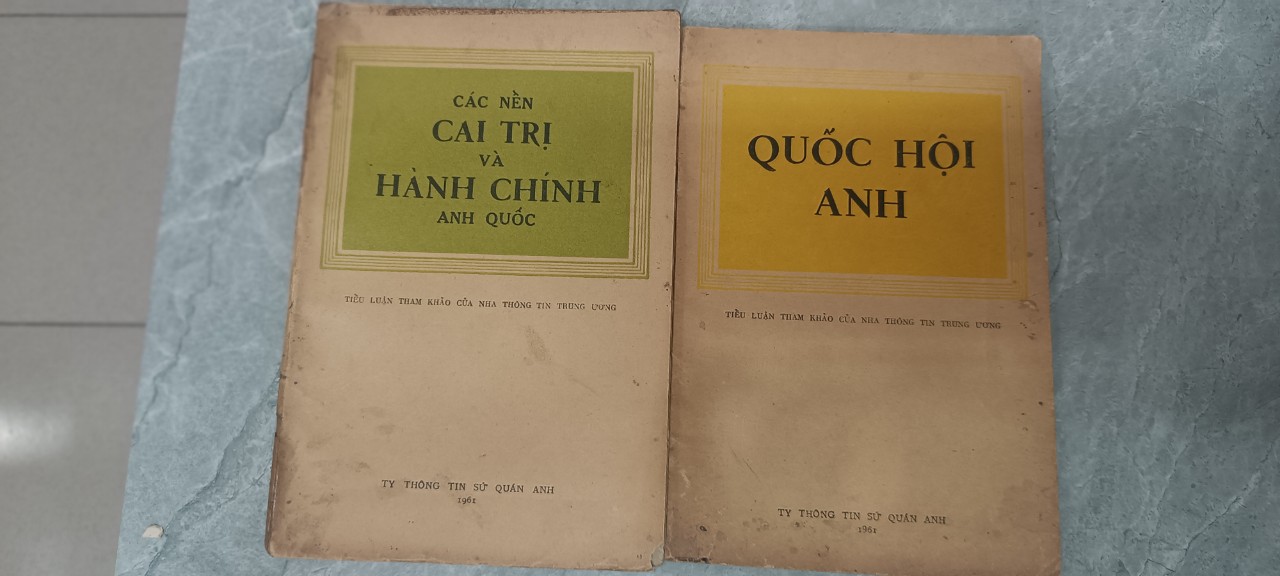 CÁC NỀN
CAI TRỊ
VÀ
HÀNH CHÍNH
ANH QUỐC
TIỂU LUẬN THAM KHẢO CỦA NHA THÔNG TIN TRUNG ƯƠNG
TY THÔNG TIN SỨ QUÁN ANH
1961
QUỐC HỘI
ANH
TIỂU LUẬN THAM KHẢO CỦA NHA THÔNG TIN TRUNG ƯƠNG
TY THÔNG TIN SỨ QUÁN ANH
1961